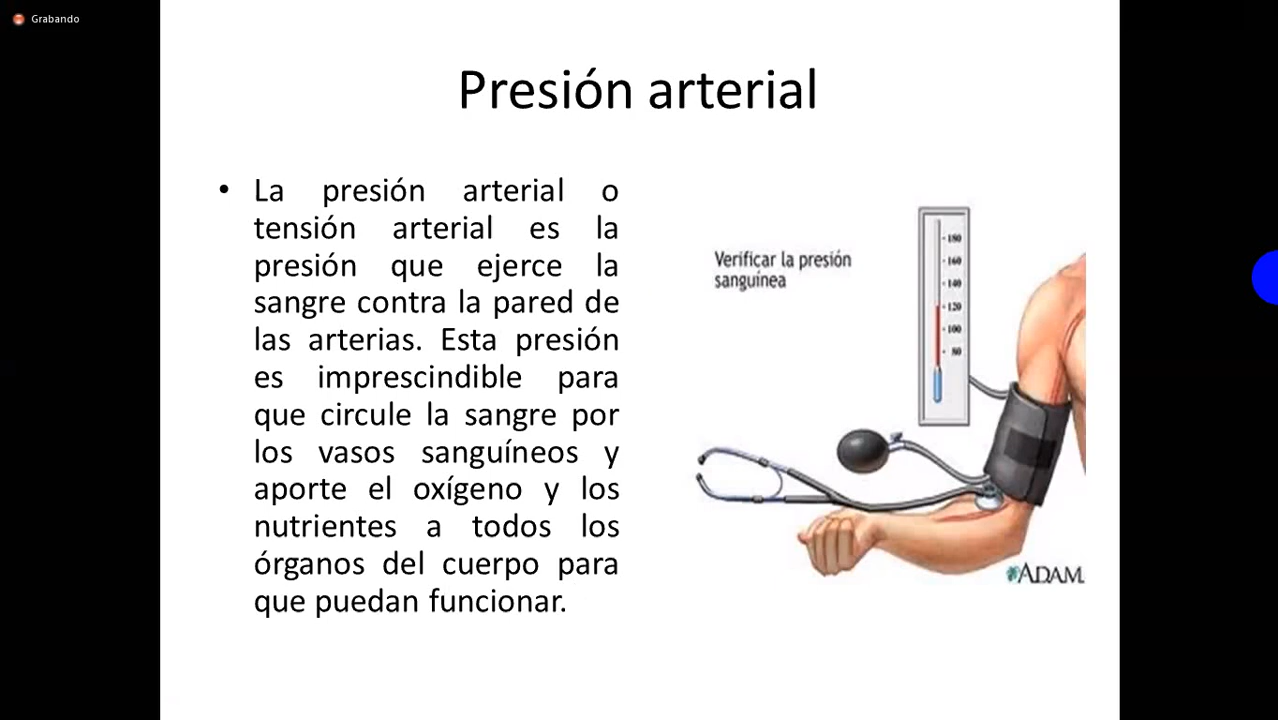 Grabando
Presión arterial
• La presión arterial o
tensión arterial es la
presión que ejerce la
sangre contra la pared de
las arterias. Esta presión
es imprescindible para
que circule la sangre por
los vasos sanguíneos y
aporte el oxígeno y los
nutrientes a todos los
órganos del cuerpo para
que puedan funcionar.
Verificar la presión
sanguínea
180
160
140
120
100
80
ADAM.